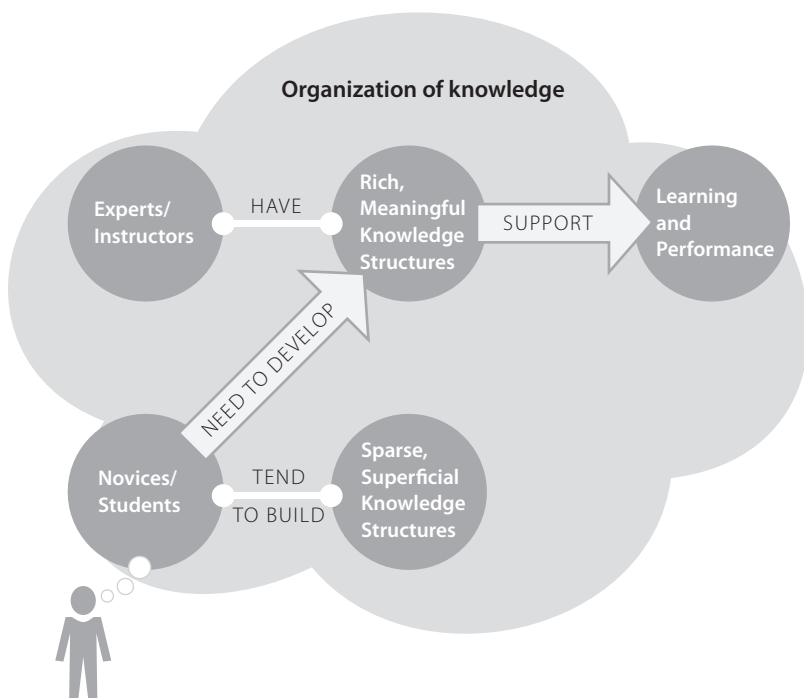 Organization of knowledge
Experts/
Instructors
HAVE
Rich,
Meaningful
Knowledge
Structures
SUPPORT
Learning
and
Performance
NEED TO DEVELOP
Novices/
Students
TEND
TO BUILD
Sparse,
Superficial
Knowledge
Structures